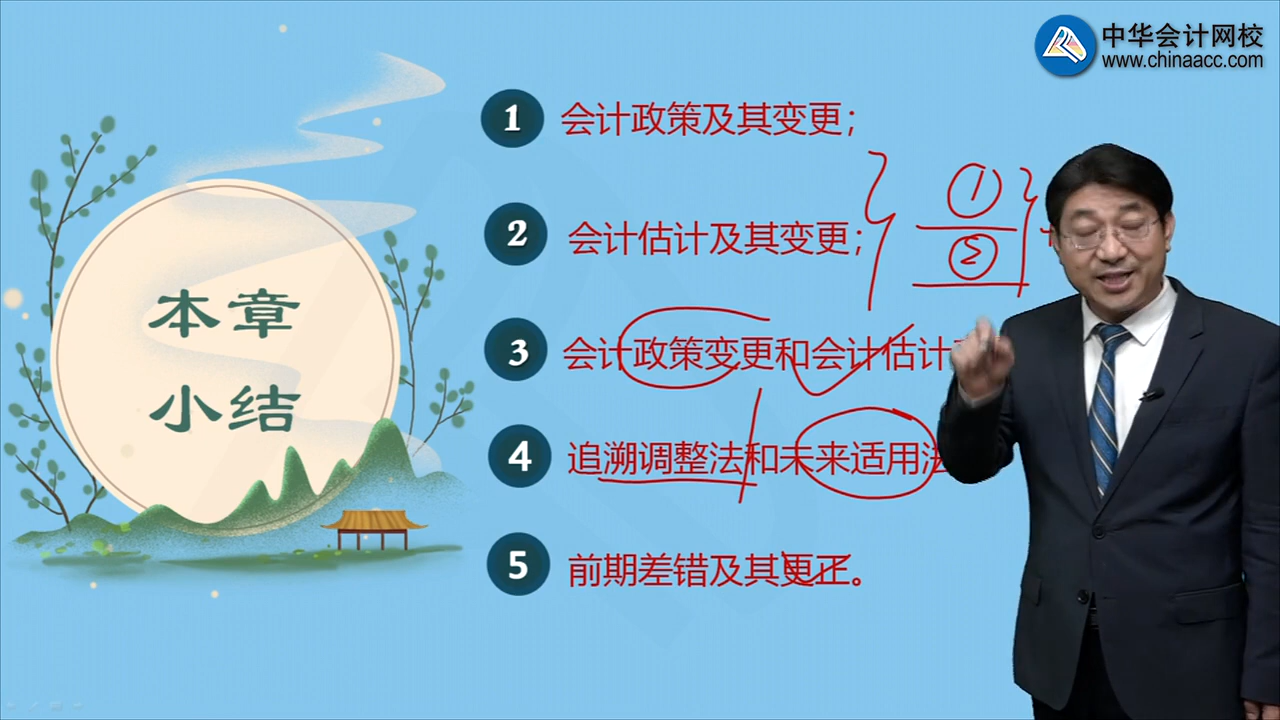 中华会计网校
www.chinaacc.com
本章
小结
1 会计政策及其变更；
2 会计估计及其变更；
① 
②
3 会计政策变更和会计估计
4 追溯调整法和未来适用法
5 前期差错及其更正。